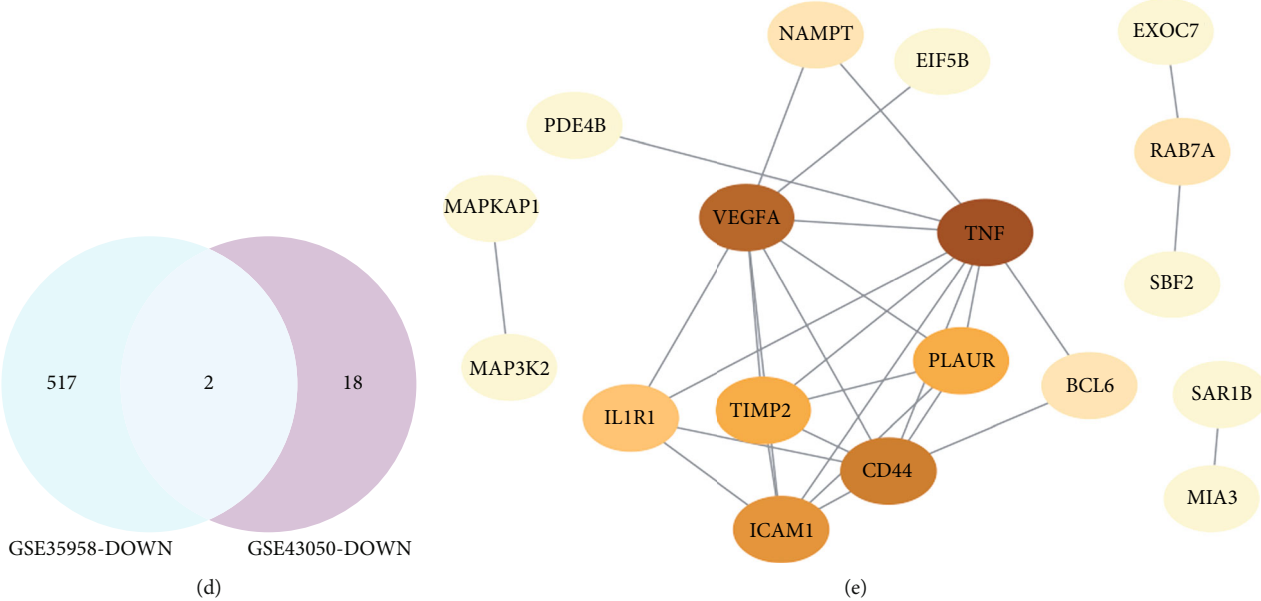 517
2
18
GSE35958-DOWN
GSE43050-DOWN
(d)
NAMPT
EIF5B
EXOC7
PDE4B
RAB7A
MAPKAP1
VEGFA
TNF
SBF2
MAP3K2
PLAUR
BCL6
SAR1B
IL1R1
TIMP2
CD44
MIA3
ICAM1
(e)